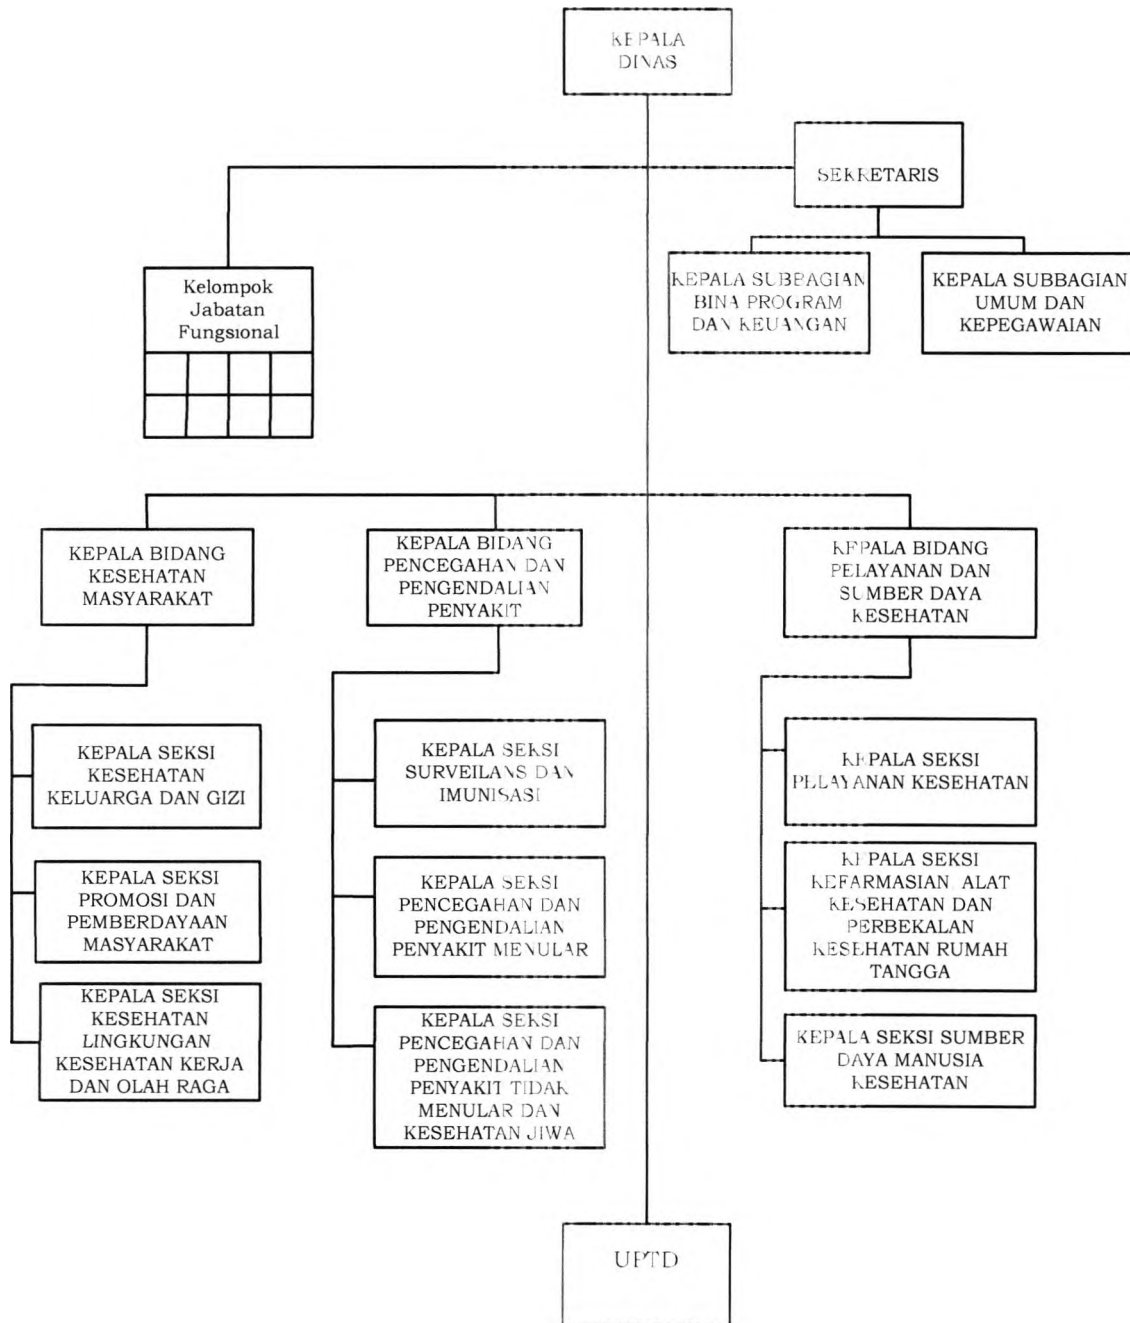 KEPALA
DINAS
SEKRETARIS
KEPALA SUBBAGIAN
BINA PROGRAM
DAN KEUANGAN
KEPALA SUBBAGIAN
UMUM DAN
KEPEGAWAIAN
Kelompok
Jabatan
Fungsional
KEPALA BIDANG
KESEHATAN
MASYARAKAT
KEPALA BIDANG
PENCEGAHAN DAN
PENGENDALIAN
PENYAKIT
KEPALA BIDANG
PELAYANAN DAN
SUMBER DAYA
KESEHATAN
KEPALA SEKSI
KESEHATAN
KELUARGA DAN GIZI
KEPALA SEKSI
PROMOSI DAN
PEMBERDAYAAN
MASYARAKAT
KEPALA SEKSI
KESEHATAN
LINGKUNGAN
KESEHATAN KERJA
DAN OLAH RAGA
KEPALA SEKSI
SURVEILANS DAN
IMUNISASI
KEPALA SEKSI
PENCEGAHAN DAN
PENGENDALIAN
PENYAKIT MENULAR
KEPALA SEKSI
PENCEGAHAN DAN
PENGENDALIAN
PENYAKIT TIDAK
MENULAR DAN
KESEHATAN JIWA
KEPALA SEKSI
PELAYANAN KESEHATAN
KEPALA SEKSI
KEFARMASIAN ALAT
KESEHATAN DAN
PERBEKALAN
KESEHATAN RUMAH
TANGGA
KEPALA SEKSI SUMBER
DAYA MANUSIA
KESEHATAN
UPTD